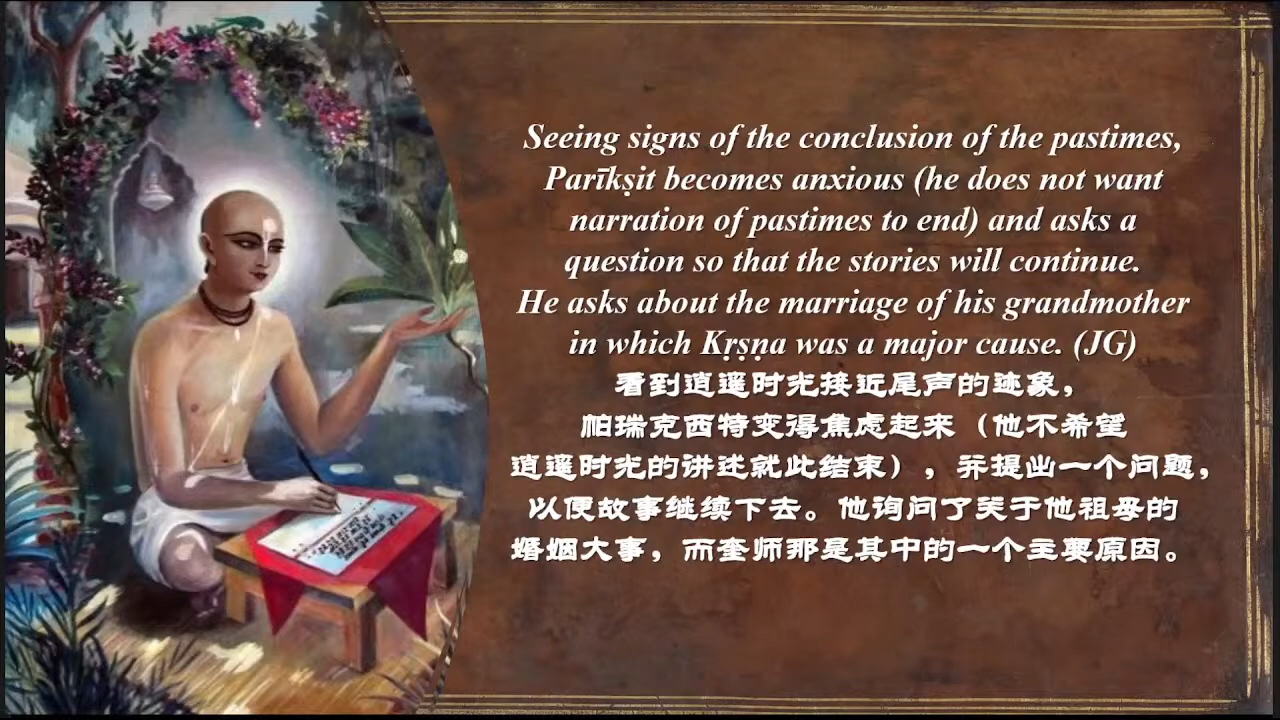 Seeing signs of the conclusion of the pastimes,
Parīkṣit becomes anxious (he does not want
narration of pastimes to end) and asks a
question so that the stories will continue.
He asks about the marriage of his grandmother
in which Kṛṣṇa was a major cause. (JG)
看到逍遥时光接近尾声的迹象，
帕瑞克西特变得焦虑起来（他不希望
逍遥时光的讲述就此结束），并提出一个问题，
以便故事继续下去。他询问了关于他祖母的
婚姻大事，而奎师那是其中的一个主要原因。